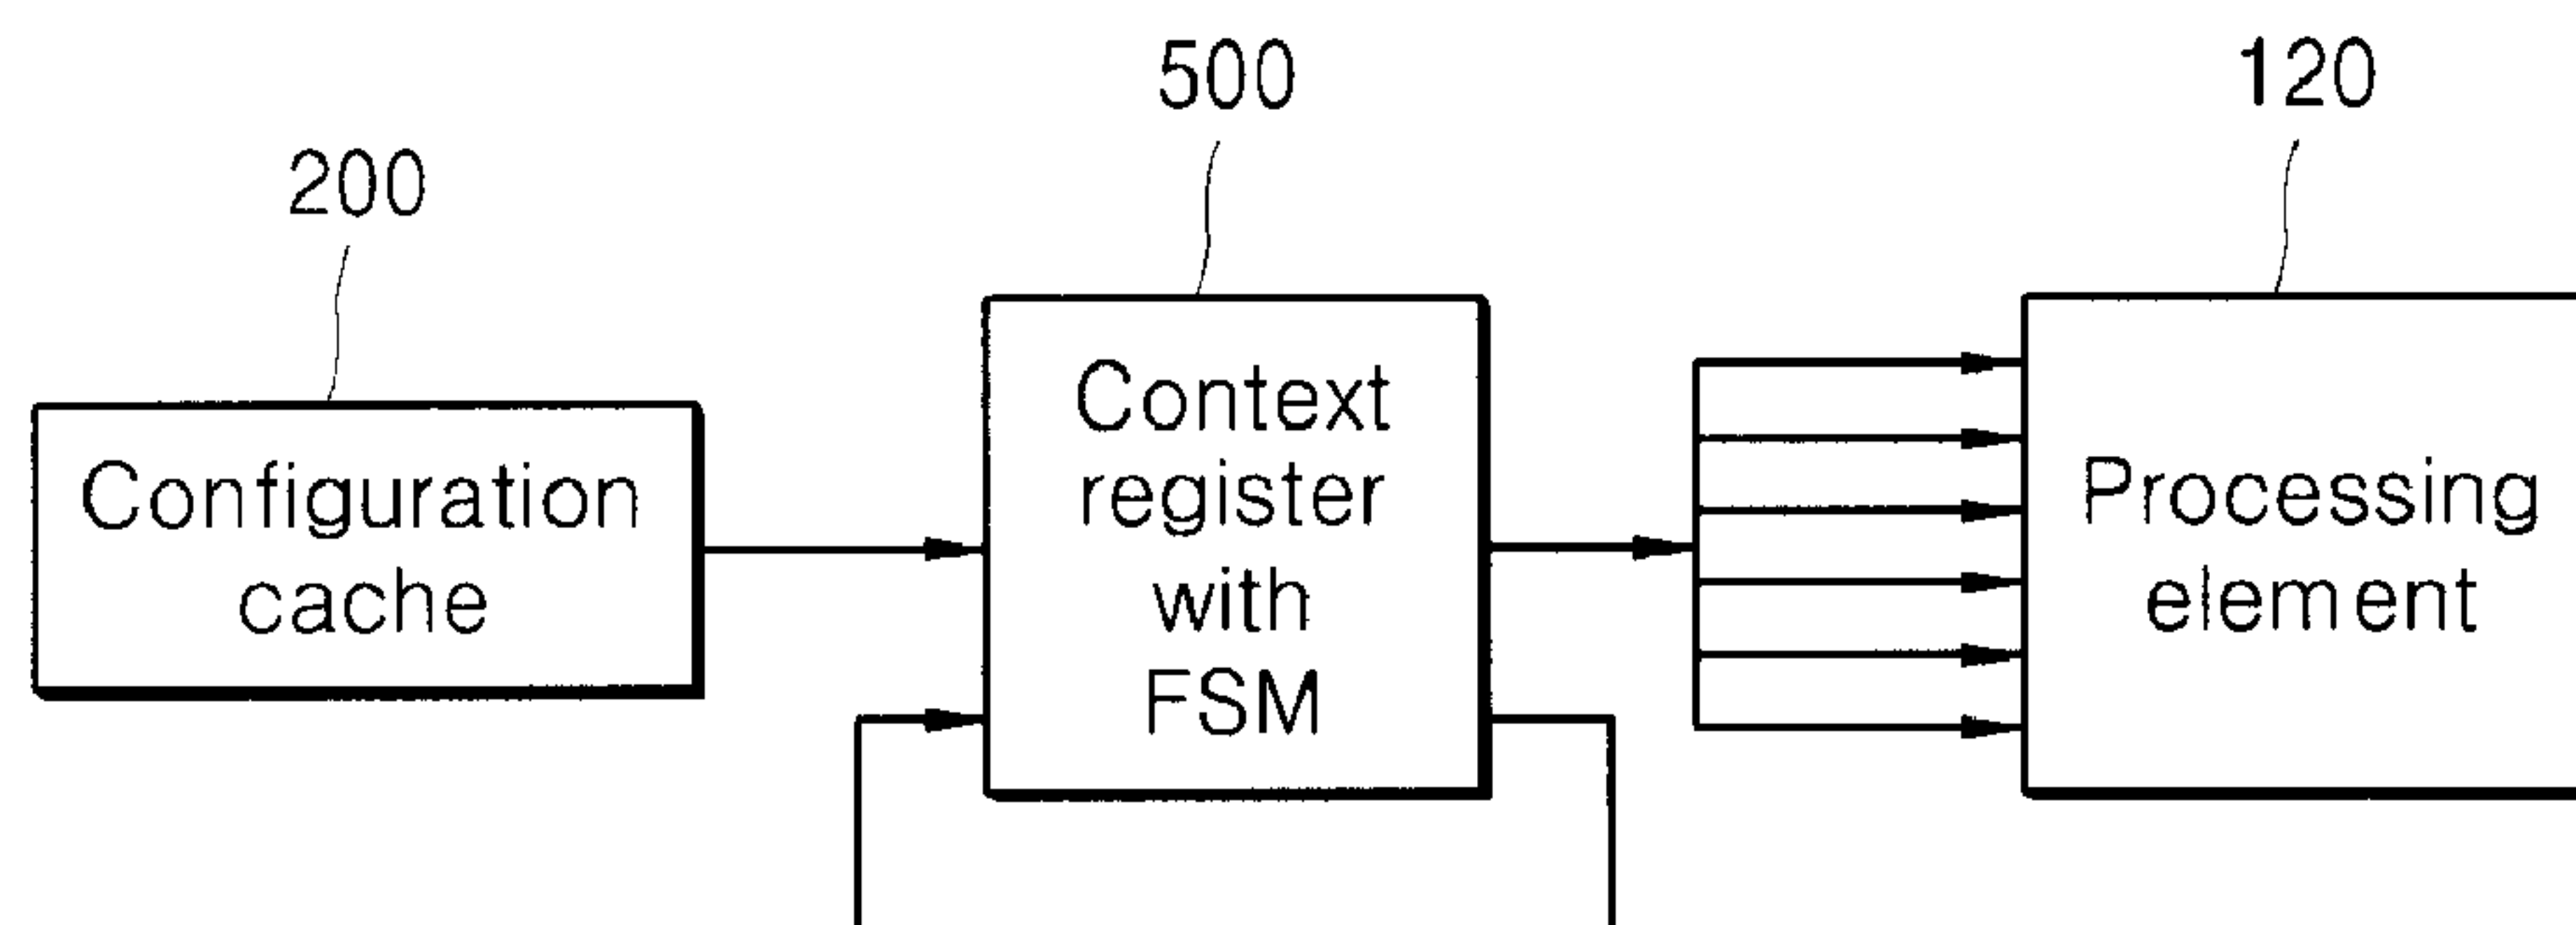 500
120
200
Configuration
cache
Context
register
with
FSM
Processing
element